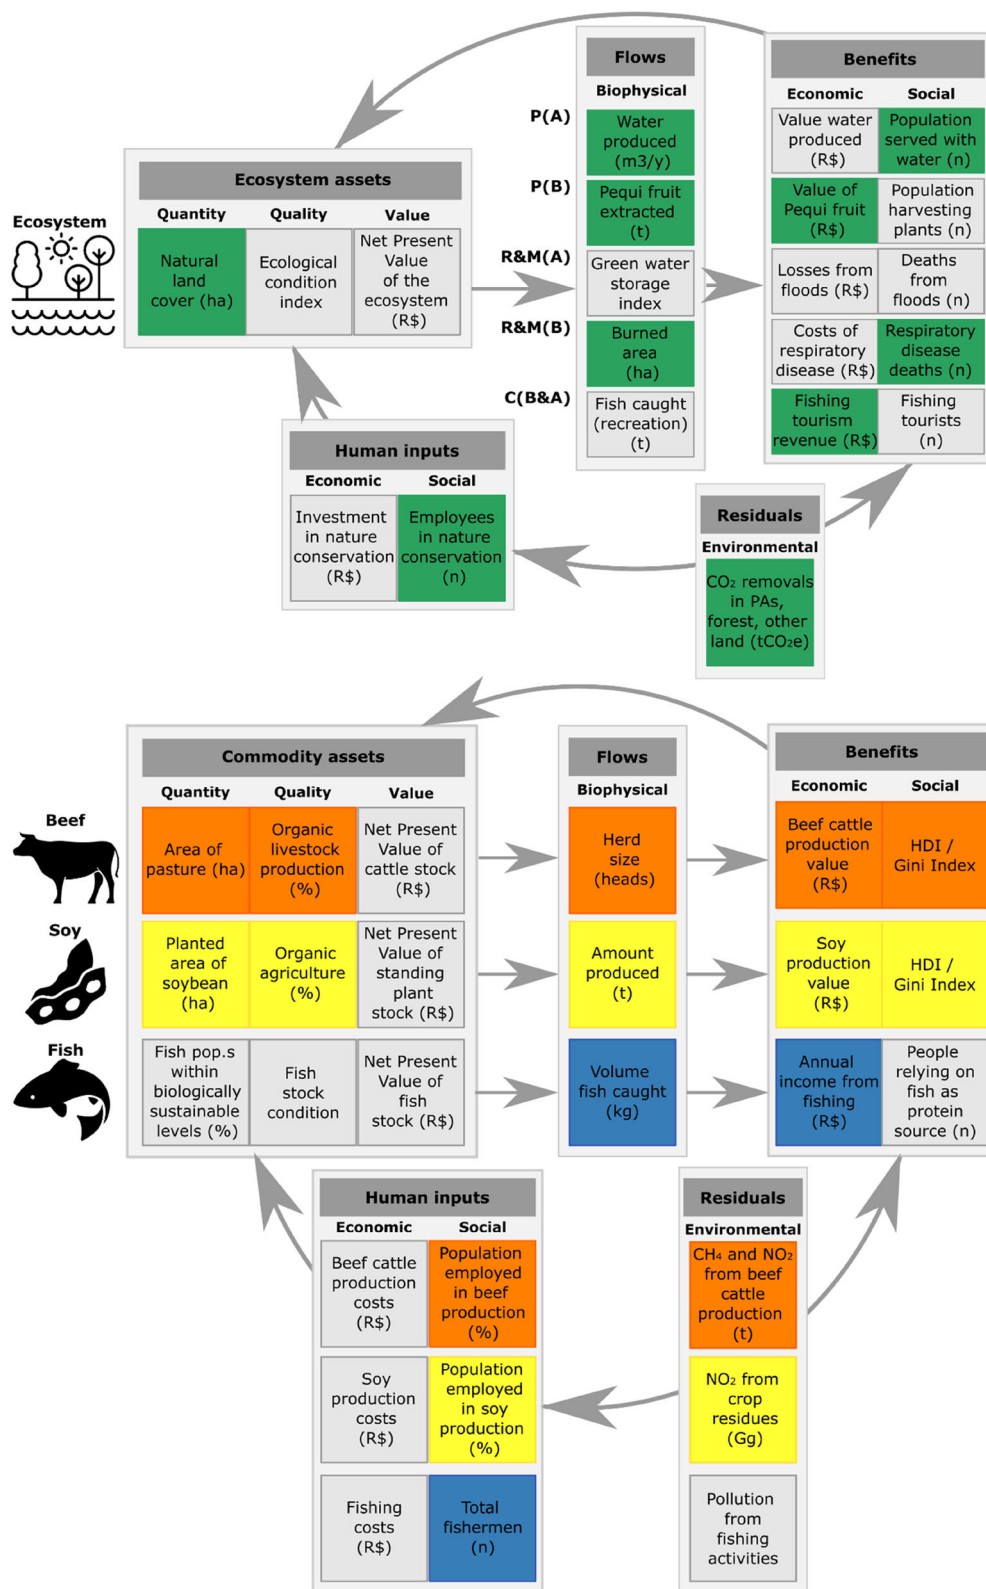 Flows
Biophysical
P(A)
Water
produced
(m3/y)
P(B)
Pequi fruit
extracted
(t)
R&M(A)
Green water
storage
index
R&M(B)
Burned
area
(ha)
C(B&A)
Fish caught
(recreation)
(t)
Benefits
Economic Social
Value water
produced
(R$)
Population
served with
water (n)
Value of
Pequi fruit
(R$)
Population
harvesting
plants (n)
Losses from
floods (R$)
Deaths
from
floods (n)
Costs of
respiratory
disease (R$)
Respiratory
disease
deaths (n)
Fishing
tourism
revenue (R$)
Fishing
tourists
(n)
Ecosystem
Ecosystem assets
Quantity Quality Value
Natural
land
cover (ha)
Ecological
condition
index
Net Present
Value
of the
ecosystem
(R$)
Human inputs
Economic Social
Investment
in nature
conservation
(R$)
Employees
in nature
conservation
(n)
Residuals
Environmental
CO₂ removals
in PAs,
forest, other
land (tCO₂e)
Commodity assets
Quantity Quality Value
Beef
Area of
pasture (ha)
Organic
livestock
production
(%)
Net Present
Value of
cattle stock
(R$)
Soy
Planted
area of
soybean
(ha)
Organic
agriculture
(%)
Net Present
Value of
standing
plant
stock (R$)
Fish
Fish pop.s
within
biologically
sustainable
levels (%)
Fish
stock
condition
Net Present
Value of
fish
stock (R$)
Flows
Biophysical
Herd
size
(heads)
Amount
produced
(t)
Volume
fish caught
(kg)
Benefits
Economic Social
Beef cattle
production
value
(R$)
HDI /
Gini Index
Soy
production
value
(R$)
HDI /
Gini Index
Annual
income from
fishing
(R$)
People
relying on
fish as
protein
source (n)
Human inputs
Economic Social
Beef cattle
production
costs
(R$)
Population
employed
in beef
production
(%)
Soy
production
costs
(R$)
Population
employed
in soy
production
(%)
Fishing
costs
(R$)
Total
fishermen
(n)
Residuals
Environmental
CH₄ and NO₂
from beef
cattle
production
(t)
NO₂ from
crop
residues
(Gg)
Pollution
from
fishing
activities